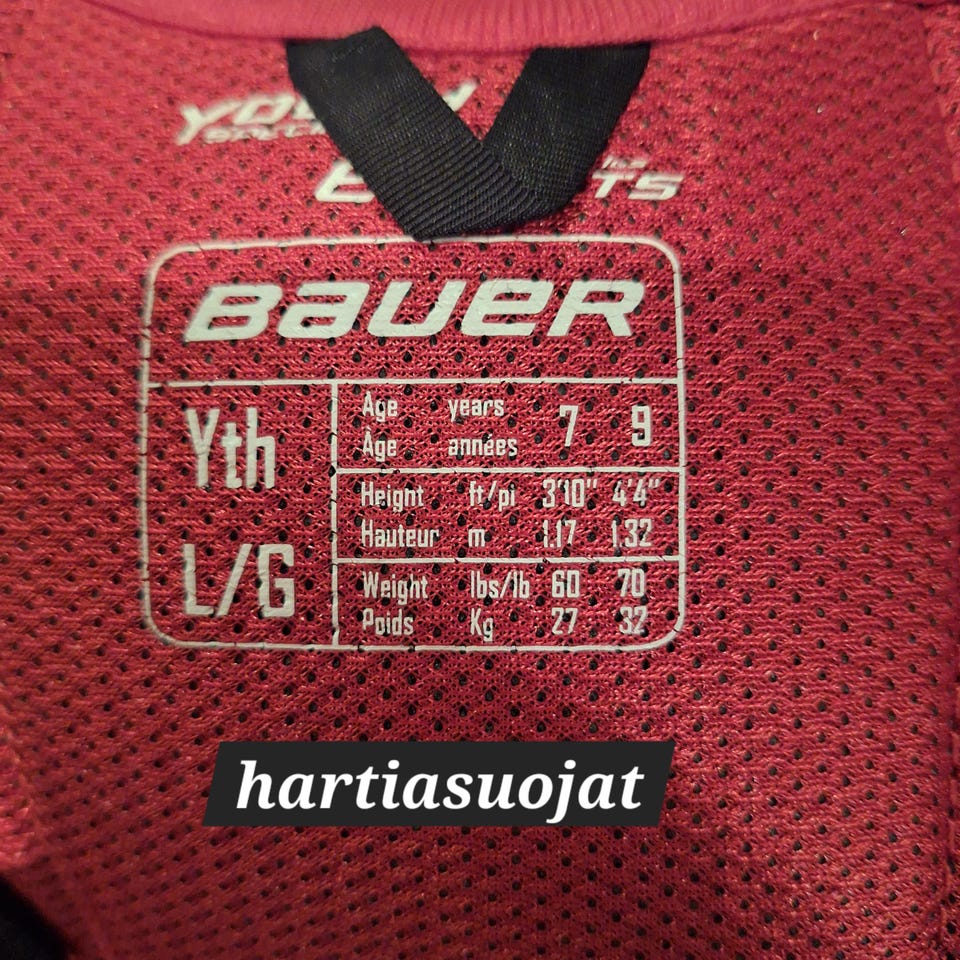 BAUER
Yth
L/G
Age years 7 9
Âge années
Height ft/pi 3'10" 4'4"
Hauteur m 1.17 1.32
Weight lbs/lb 60 70
Poids Kg 27 32
hartiasuojat